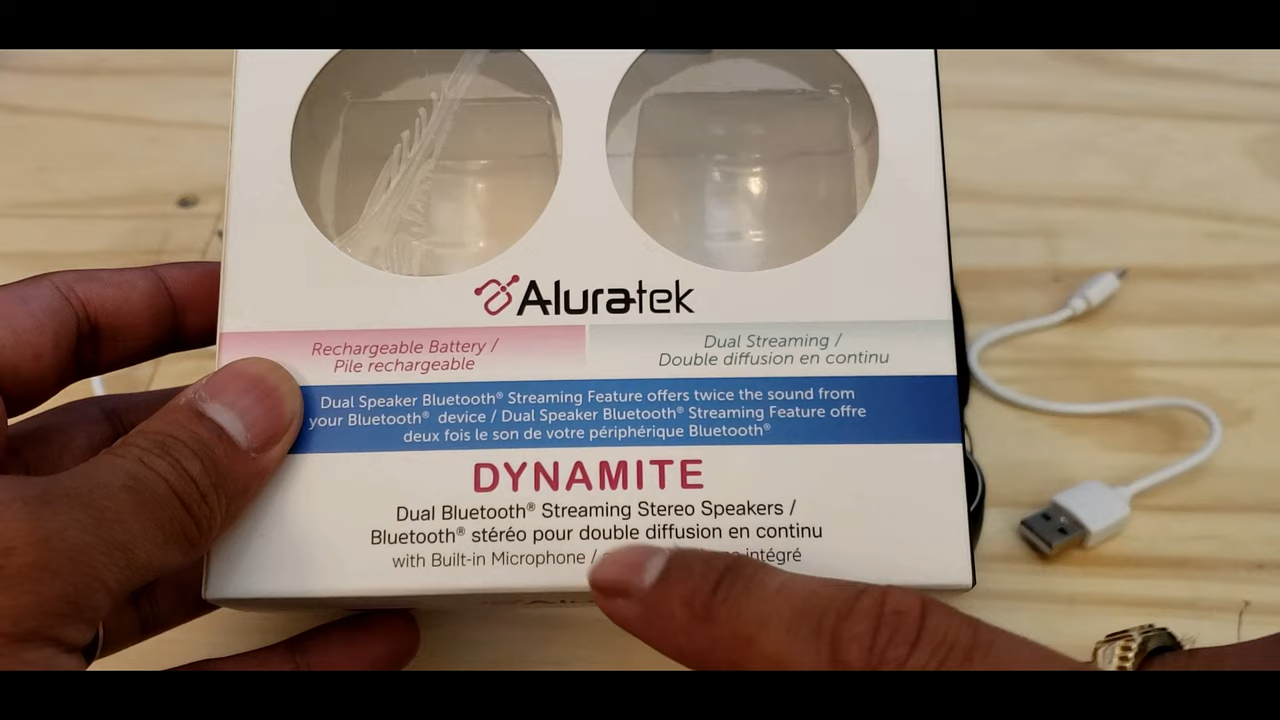 Aluratek
Rechargeable Battery /
Pile rechargeable
Dual Streaming /
Double diffusion en continu
Dual Speaker Bluetooth® Streaming Feature offers twice the sound from
your Bluetooth® device / Dual Speaker Bluetooth® Streaming Feature offre
deux fois le son de votre périphérique Bluetooth®
DYNAMITE
Dual Bluetooth® Streaming Stereo Speakers /
Bluetooth® stéréo pour double diffusion en continu
with Built-in Microphone / intégré